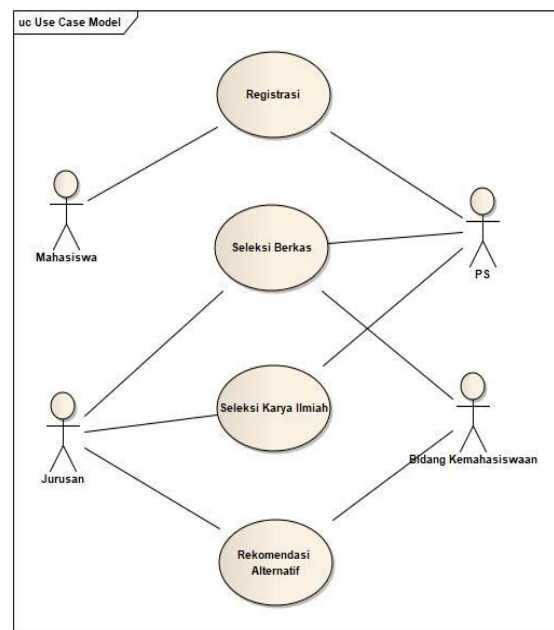 uc Use Case Model
Registrasi
Mahasiswa
Seleksi Berkas
PS
Seleksi Karya Ilmiah
Jurusan
Bidang Kemahasiswaan
Rekomendasi
Alternatif